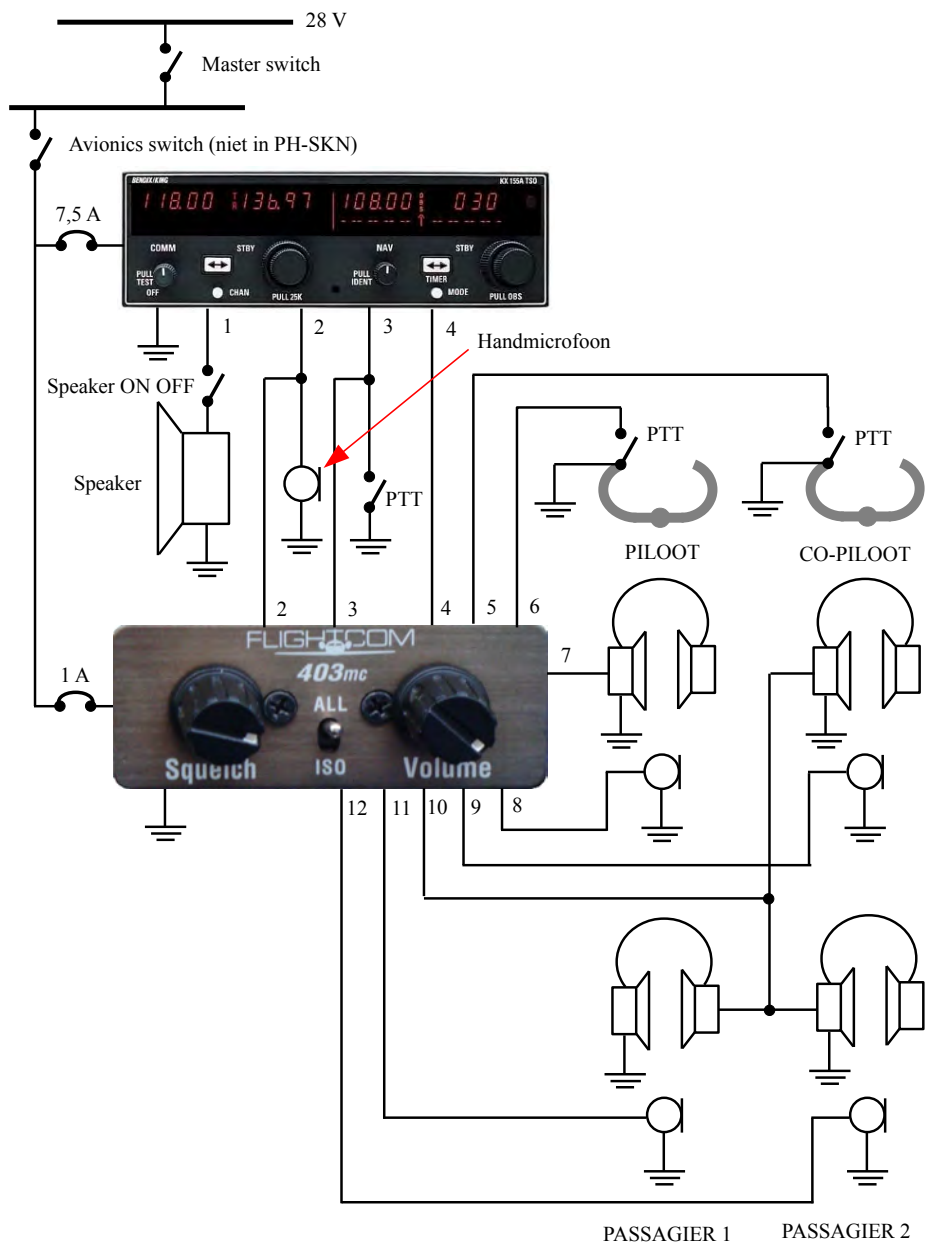 28 V
Master switch
Avionics switch (niet in PH-SKN)
BENDIX/KING
KX 155A TSO
118.00 136.97 108.00 030
7,5 A
COMM
STBY
NAV
STBY
PULL TEST
OFF
CHAN
PULL 25K
PULL IDENT
TIMER
MODE
PULL OBS
1
2
3
4
Handmicrofoon
Speaker ON OFF
Speaker
PTT
PTT
PTT
PILOOT
CO-PILOOT
2
3
4
5
6
FLIGHTCOM
403mc
7
1 A
ALL
Squelch
ISO
Volume
12
11
10
9
8
PASSAGIER 1
PASSAGIER 2